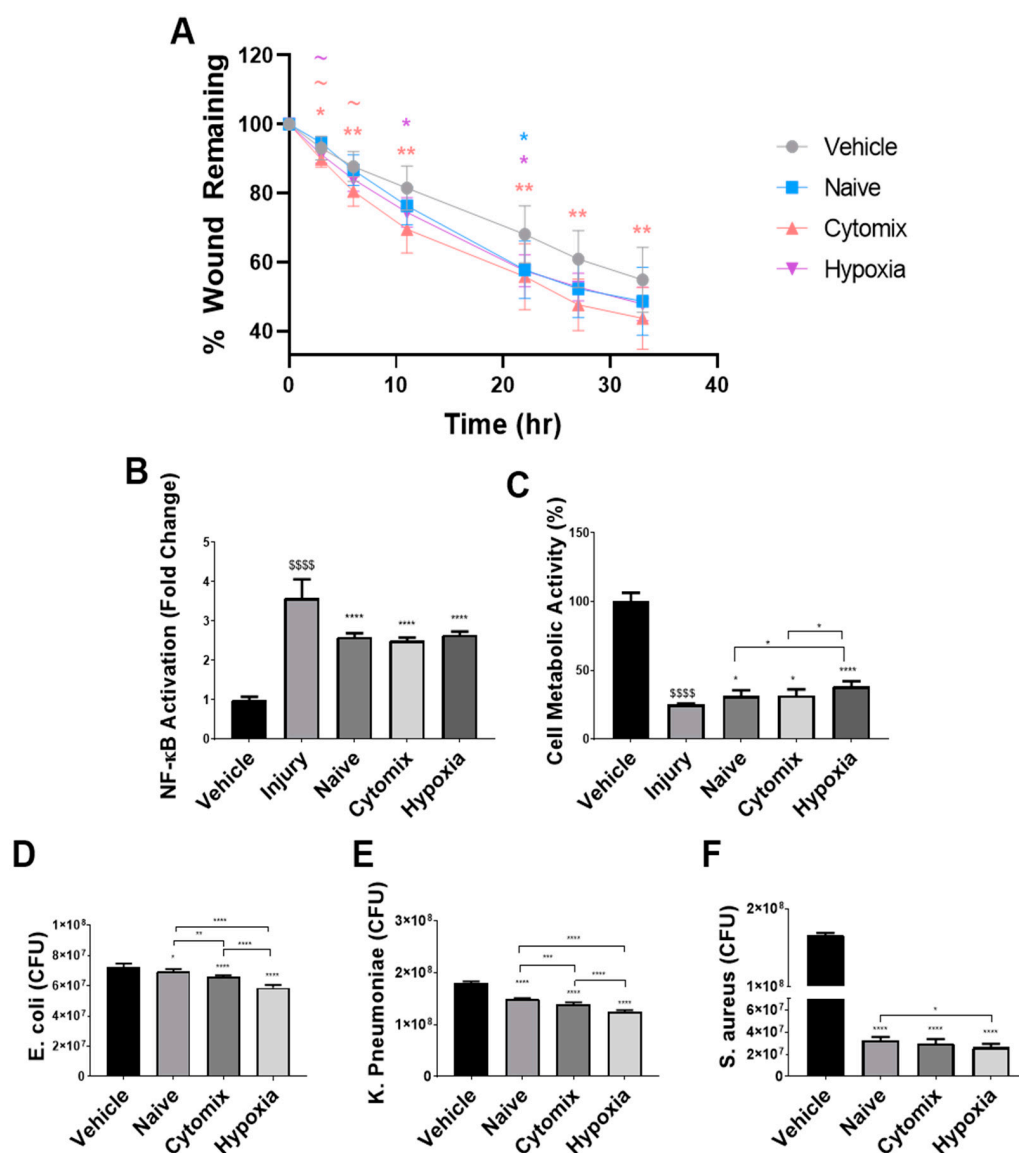 A
~
~
~
*
**
*
**
*
*
**
**
**
120
100
80
60
40
% Wound Remaining
0
10
20
30
40
Time (hr)
Vehicle
Naive
Cytomix
Hypoxia
B
NF-κB Activation (Fold Change)
5
4
3
2
1
0
$$$$
****
****
****
Vehicle
Injury
Naive
Cytomix
Hypoxia
C
Cell Metabolic Activity (%)
150
100
50
0
$$$$
*
*
****
*
*
Vehicle
Injury
Naive
Cytomix
Hypoxia
D
E. coli (CFU)
1×10⁸
8×10⁷
6×10⁷
4×10⁷
2×10⁷
0
****
**
****
*
****
****
Vehicle
Naive
Cytomix
Hypoxia
E
K. Pneumoniae (CFU)
3×10⁸
2×10⁸
1×10⁸
0
****
***
****
****
****
****
Vehicle
Naive
Cytomix
Hypoxia
F
S. aureus (CFU)
2×10⁸
1×10⁸
6×10⁷
4×10⁷
2×10⁷
0
*
****
****
****
Vehicle
Naive
Cytomix
Hypoxia